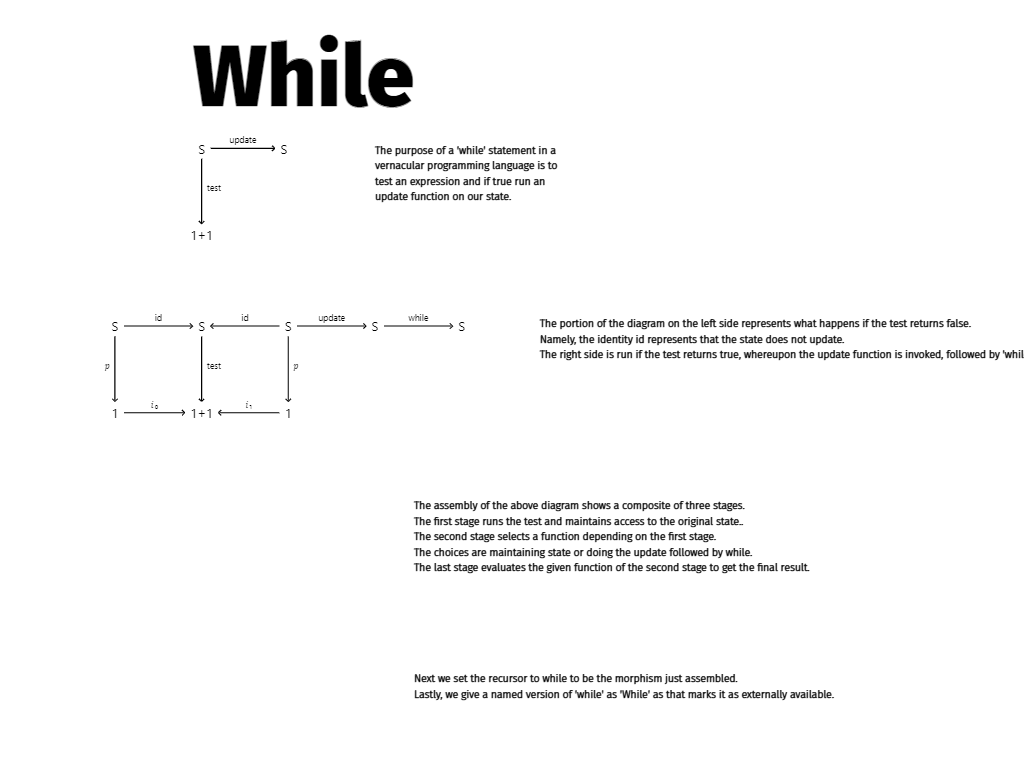 While
update
S S
test
1+1
The purpose of a 'while' statement in a
vernacular programming language is to
test an expression and if true run an
update function on our state.
id id update while
S S S S S
p test p
i₀ i₁
1 1+1 1
The portion of the diagram on the left side represents what happens if the test returns false.
Namely, the identity id represents that the state does not update.
The right side is run if the test returns true, whereupon the update function is invoked, followed by 'whil
The assembly of the above diagram shows a composite of three stages.
The first stage runs the test and maintains access to the original state..
The second stage selects a function depending on the first stage.
The choices are maintaining state or doing the update followed by while.
The last stage evaluates the given function of the second stage to get the final result.
Next we set the recursor to while to be the morphism just assembled.
Lastly, we give a named version of 'while' as 'While' as that marks it as externally available.